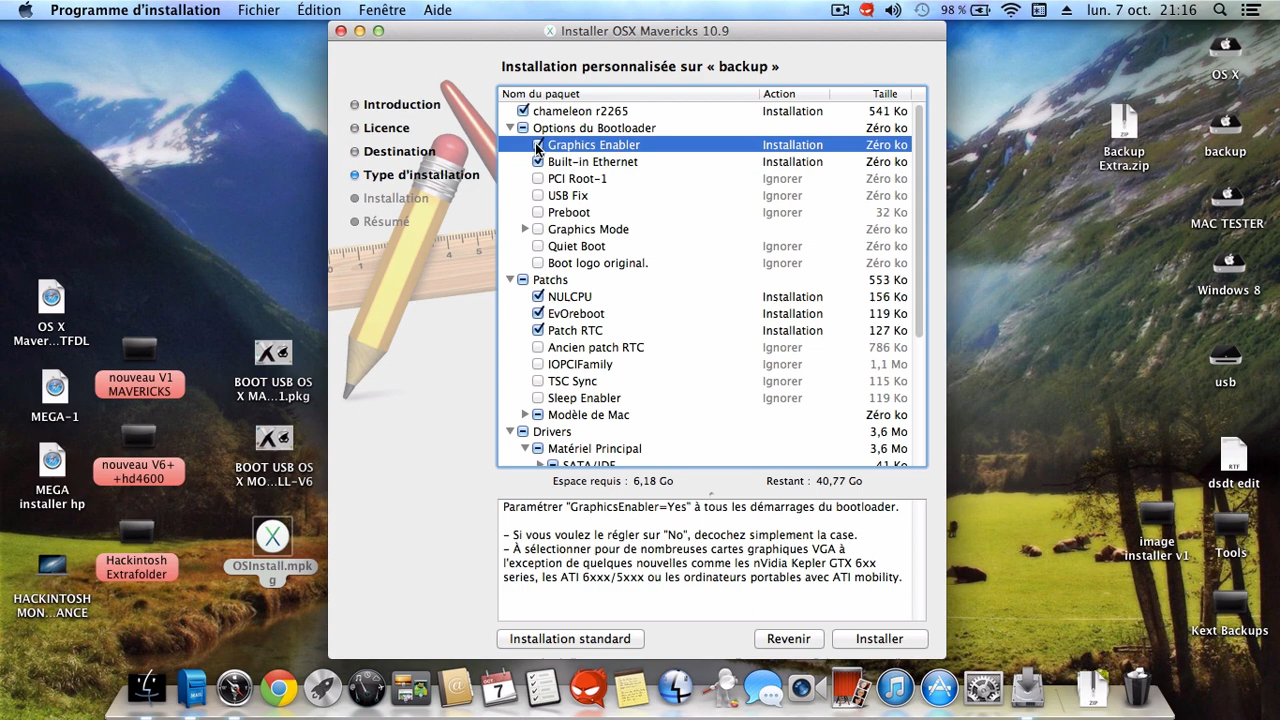 Programme d'installation Fichier Édition Fenêtre Aide
98 % lun. 7 oct. 21:16
Installer OSX Mavericks 10.9
Installation personnalisée sur « backup »
Introduction
Licence
Destination
Type d'installation
Installation
Résumé
Nom du paquet Action Taille
chameleon r2265 Installation 541 Ko
Options du Bootloader Zéro ko
Graphics Enabler Installation Zéro ko
Built-in Ethernet Installation Zéro ko
PCI Root-1 Ignorer Zéro ko
USB Fix Ignorer Zéro ko
Preboot Ignorer 32 Ko
Graphics Mode Zéro ko
Quiet Boot Ignorer Zéro ko
Boot logo original. Ignorer Zéro ko
Patchs 553 Ko
NULCPU Installation 156 Ko
EvOreboot Installation 119 Ko
Patch RTC Installation 127 Ko
Ancien patch RTC Ignorer 786 Ko
IOPCIFamily Ignorer 1,1 Mo
TSC Sync Ignorer 115 Ko
Sleep Enabler Ignorer 119 Ko
Modèle de Mac Zéro ko
Drivers 3,6 Mo
Matériel Principal 3,6 Mo
SATA/IDE 41 Ko
Espace requis : 6,18 Go Restant : 40,77 Go
Paramétrer "GraphicsEnabler=Yes" à tous les démarrages du bootloader.
- Si vous voulez le régler sur "No", decochez simplement la case.
- À sélectionner pour de nombreuses cartes graphiques VGA à
l'exception de quelques nouvelles comme les nVidia Kepler GTX 6xx
series, les ATI 6xxx/5xxx ou les ordinateurs portables avec ATI mobility.
Installation standard Revenir Installer
OS X
Maver...TFDL
MEGA-1
MEGA
installer hp
HACKINTOSH
MON...ANCE
nouveau V1
MAVERICKS
nouveau V6+
+hd4600
Hackintosh
Extrafolder
BOOT USB OS
X MA...1.pkg
BOOT USB OS
X MO...LL-V6
OSInstall.mpk
g
ZIP
Backup
Extra.zip
OS X
backup
MAC TESTER
Windows 8
usb
RTF
dsdt edit
image
installer v1
Tools
Kext Backups
MAIL
OCT
7
ZIP